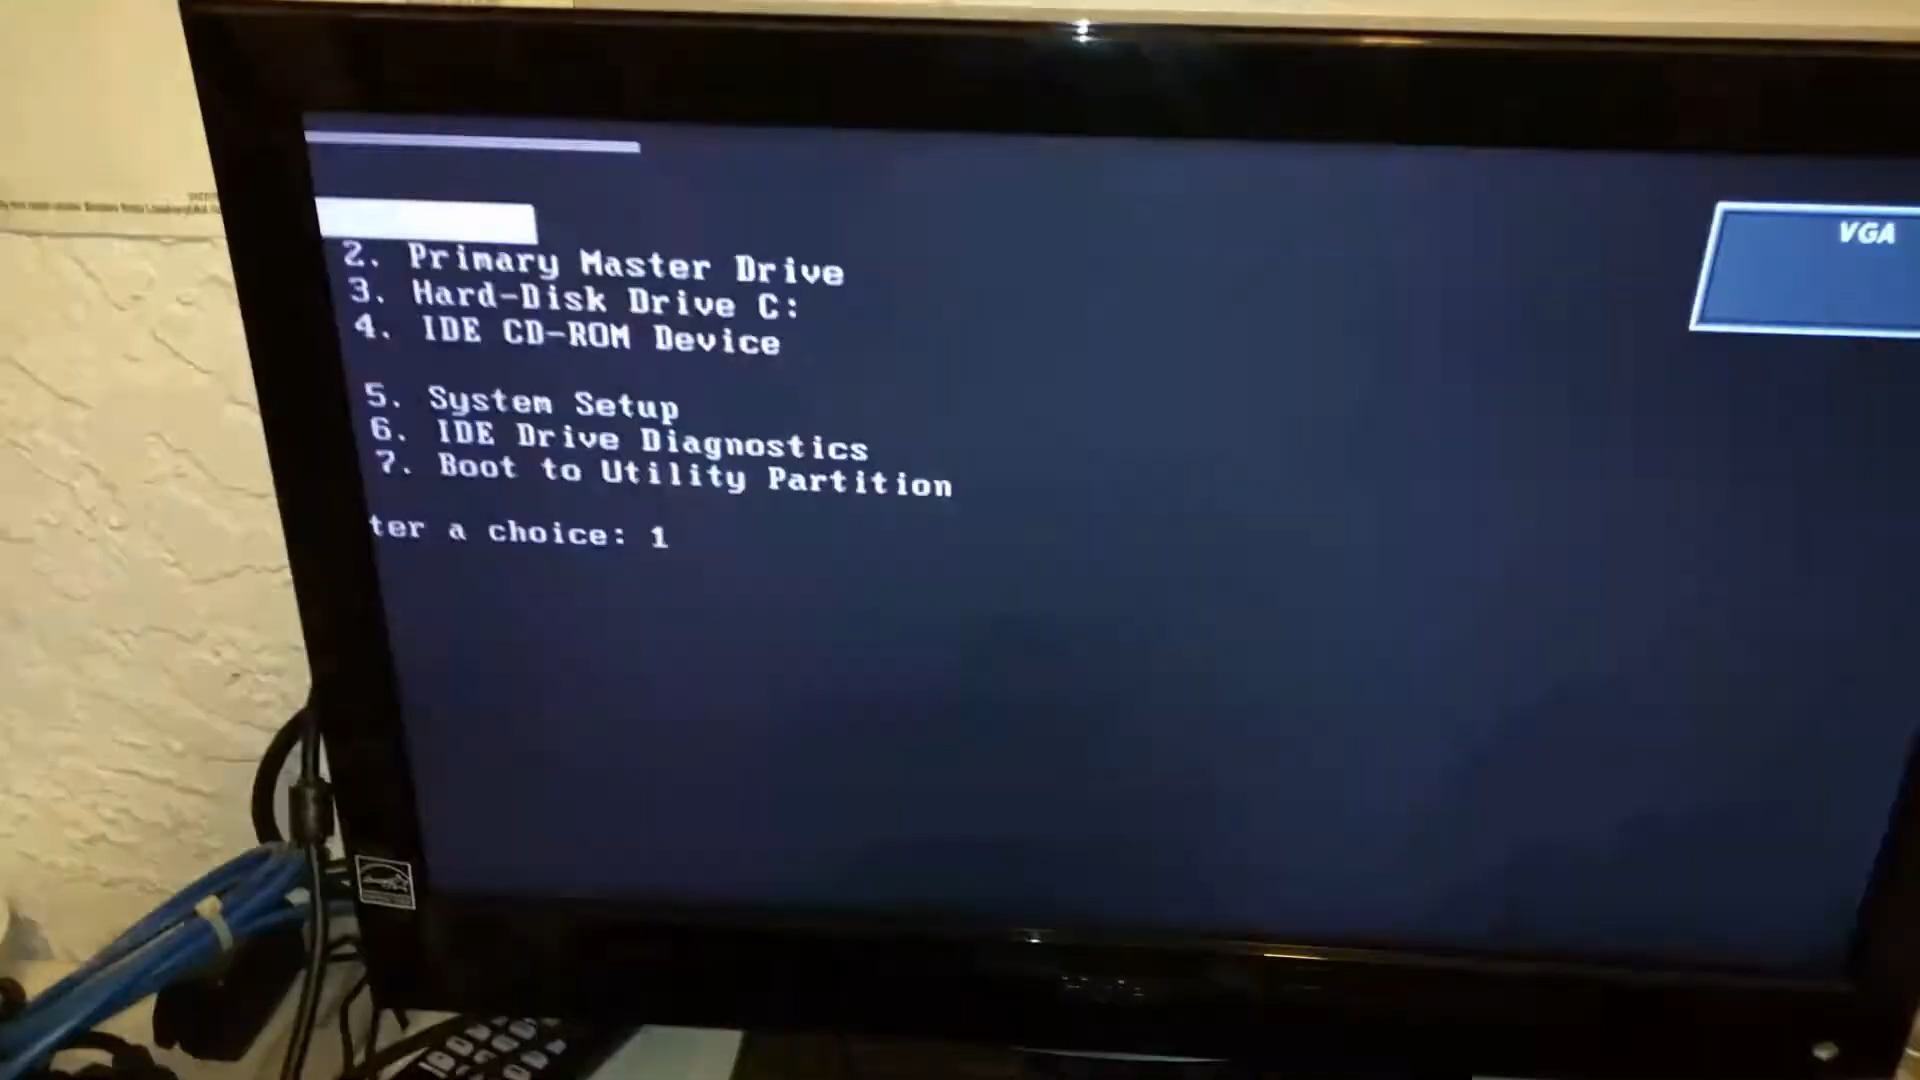 VGA
2. Primary Master Drive
3. Hard-Disk Drive C:
4. IDE CD-ROM Device
5. System Setup
6. IDE Drive Diagnostics
7. Boot to Utility Partition
ter a choice: 1